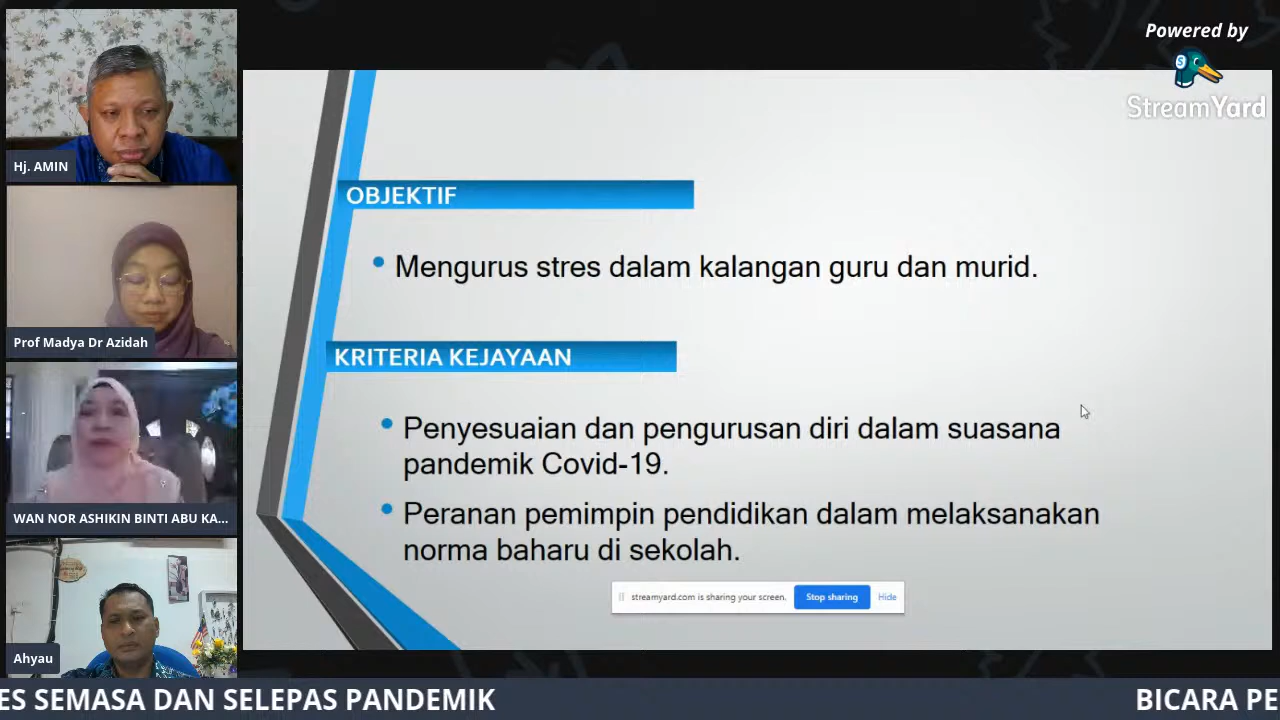 Powered by
StreamYard
Hj. AMIN
Prof Madya Dr Azidah
WAN NOR ASHIKIN BINTI ABU KA...
Ahyau
OBJEKTIF
• Mengurus stres dalam kalangan guru dan murid.
KRITERIA KEJAYAAN
• Penyesuaian dan pengurusan diri dalam suasana
pandemik Covid-19.
• Peranan pemimpin pendidikan dalam melaksanakan
norma baharu di sekolah.
streamyard.com is sharing your screen. Stop sharing Hide
ES SEMASA DAN SELEPAS PANDEMIK BICARA PE